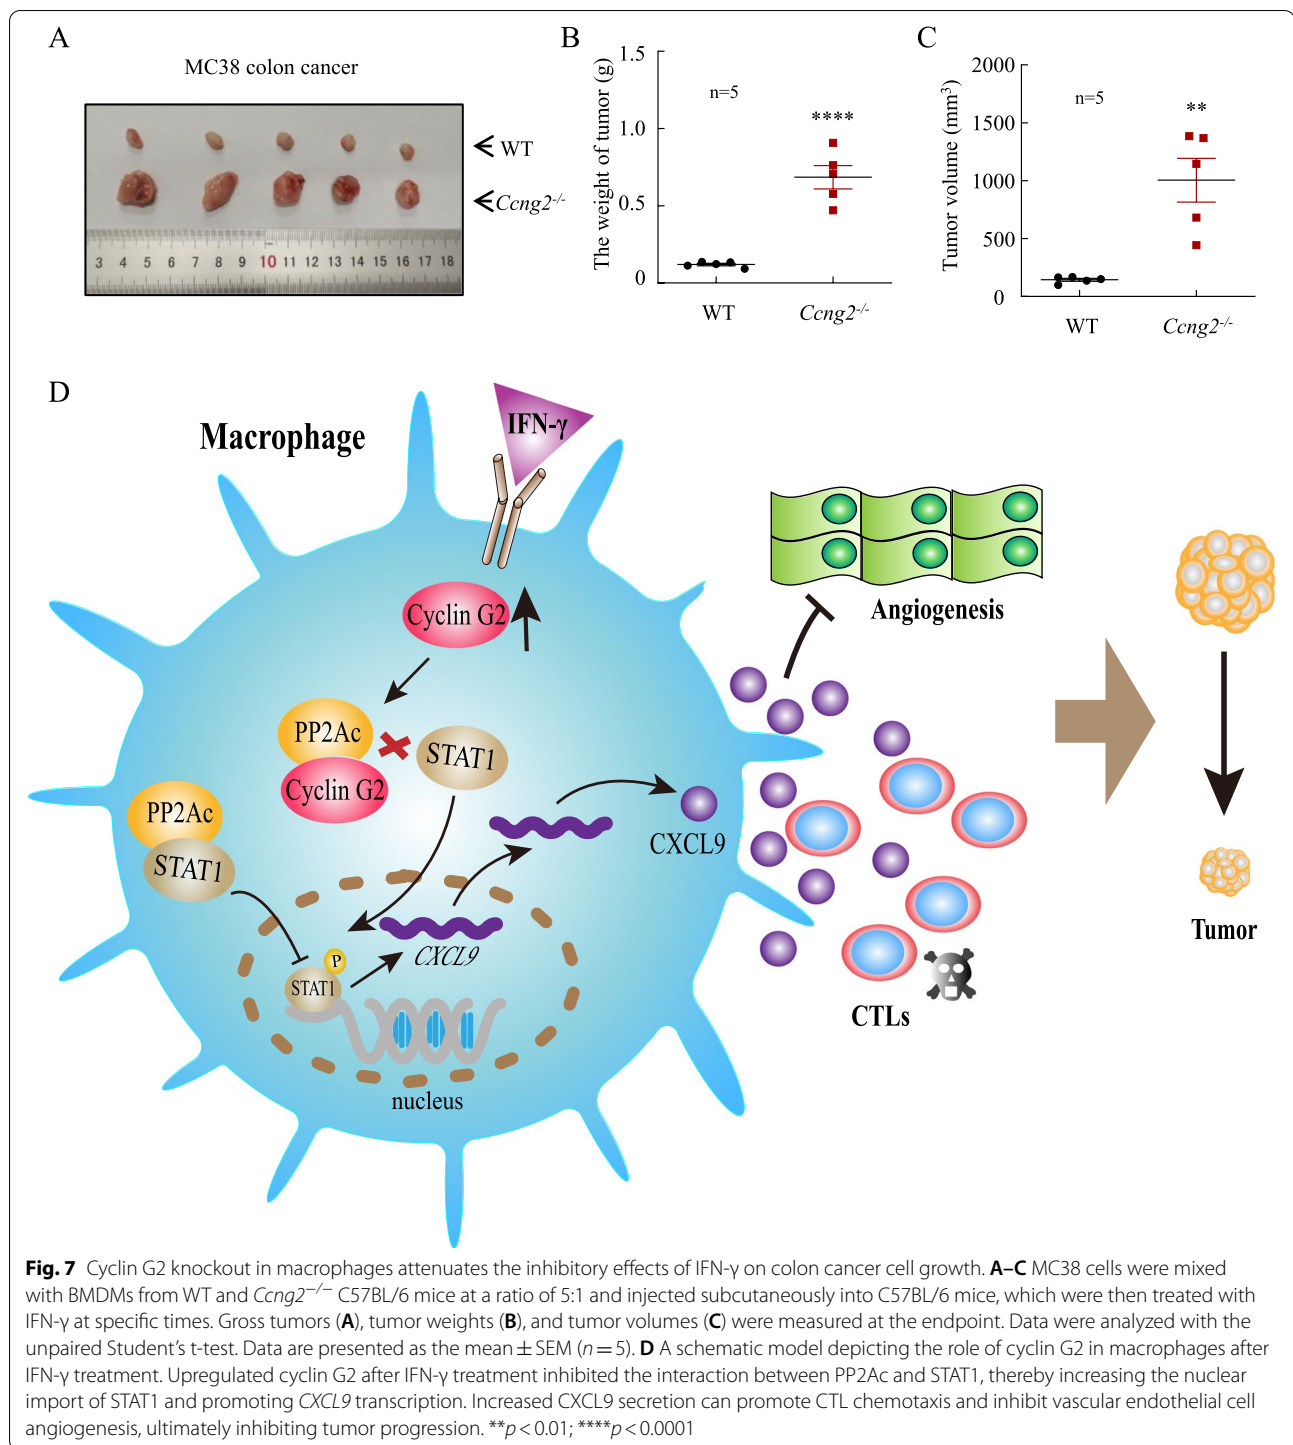 A
MC38 colon cancer
WT
Ccng2-/-
3 4 5 6 7 8 9 10 11 12 13 14 15 16 17 18
B
The weight of tumor (g)
1.5
1.0
0.5
0
n=5
****
WT
Ccng2-/-
C
Tumor volume (mm3)
2000
1500
1000
500
0
n=5
**
WT
Ccng2-/-
D
Macrophage
IFN-γ
Cyclin G2
PP2Ac
STAT1
Cyclin G2
PP2Ac
STAT1
CXCL9
CXCL9
P
STAT1
nucleus
Angiogenesis
CTLs
Tumor
Fig. 7 Cyclin G2 knockout in macrophages attenuates the inhibitory effects of IFN-γ on colon cancer cell growth. A–C MC38 cells were mixed
with BMDMs from WT and Ccng2−/− C57BL/6 mice at a ratio of 5:1 and injected subcutaneously into C57BL/6 mice, which were then treated with
IFN-γ at specific times. Gross tumors (A), tumor weights (B), and tumor volumes (C) were measured at the endpoint. Data were analyzed with the
unpaired Student's t-test. Data are presented as the mean ± SEM (n = 5). D A schematic model depicting the role of cyclin G2 in macrophages after
IFN-γ treatment. Upregulated cyclin G2 after IFN-γ treatment inhibited the interaction between PP2Ac and STAT1, thereby increasing the nuclear
import of STAT1 and promoting CXCL9 transcription. Increased CXCL9 secretion can promote CTL chemotaxis and inhibit vascular endothelial cell
angiogenesis, ultimately inhibiting tumor progression. **p < 0.01; ****p < 0.0001